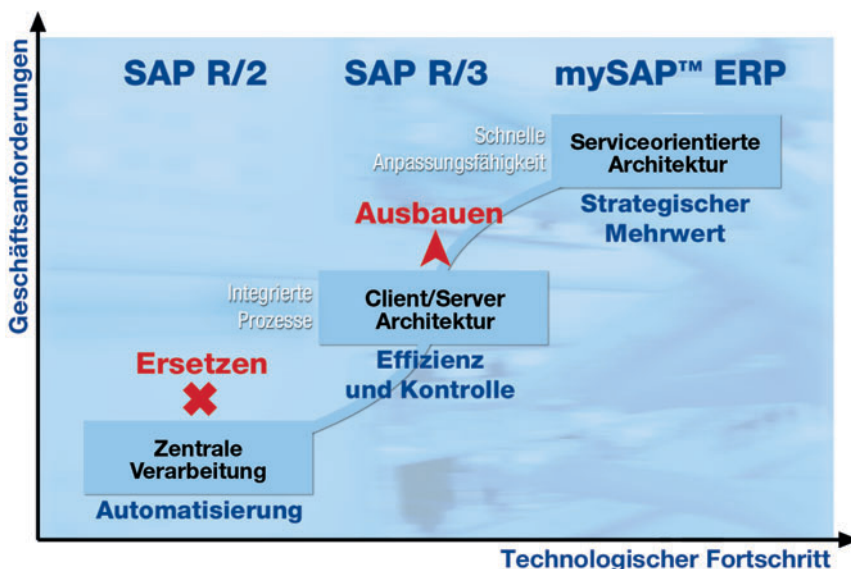 Geschäftsanforderungen
SAP R/2
SAP R/3
mySAP™ ERP
Schnelle
Anpassungsfähigkeit
Serviceorientierte
Architektur
Strategischer
Mehrwert
Ausbauen
Integrierte
Prozesse
Client/Server
Architektur
Effizienz
und Kontrolle
Ersetzen
Zentrale
Verarbeitung
Automatisierung
Technologischer Fortschritt